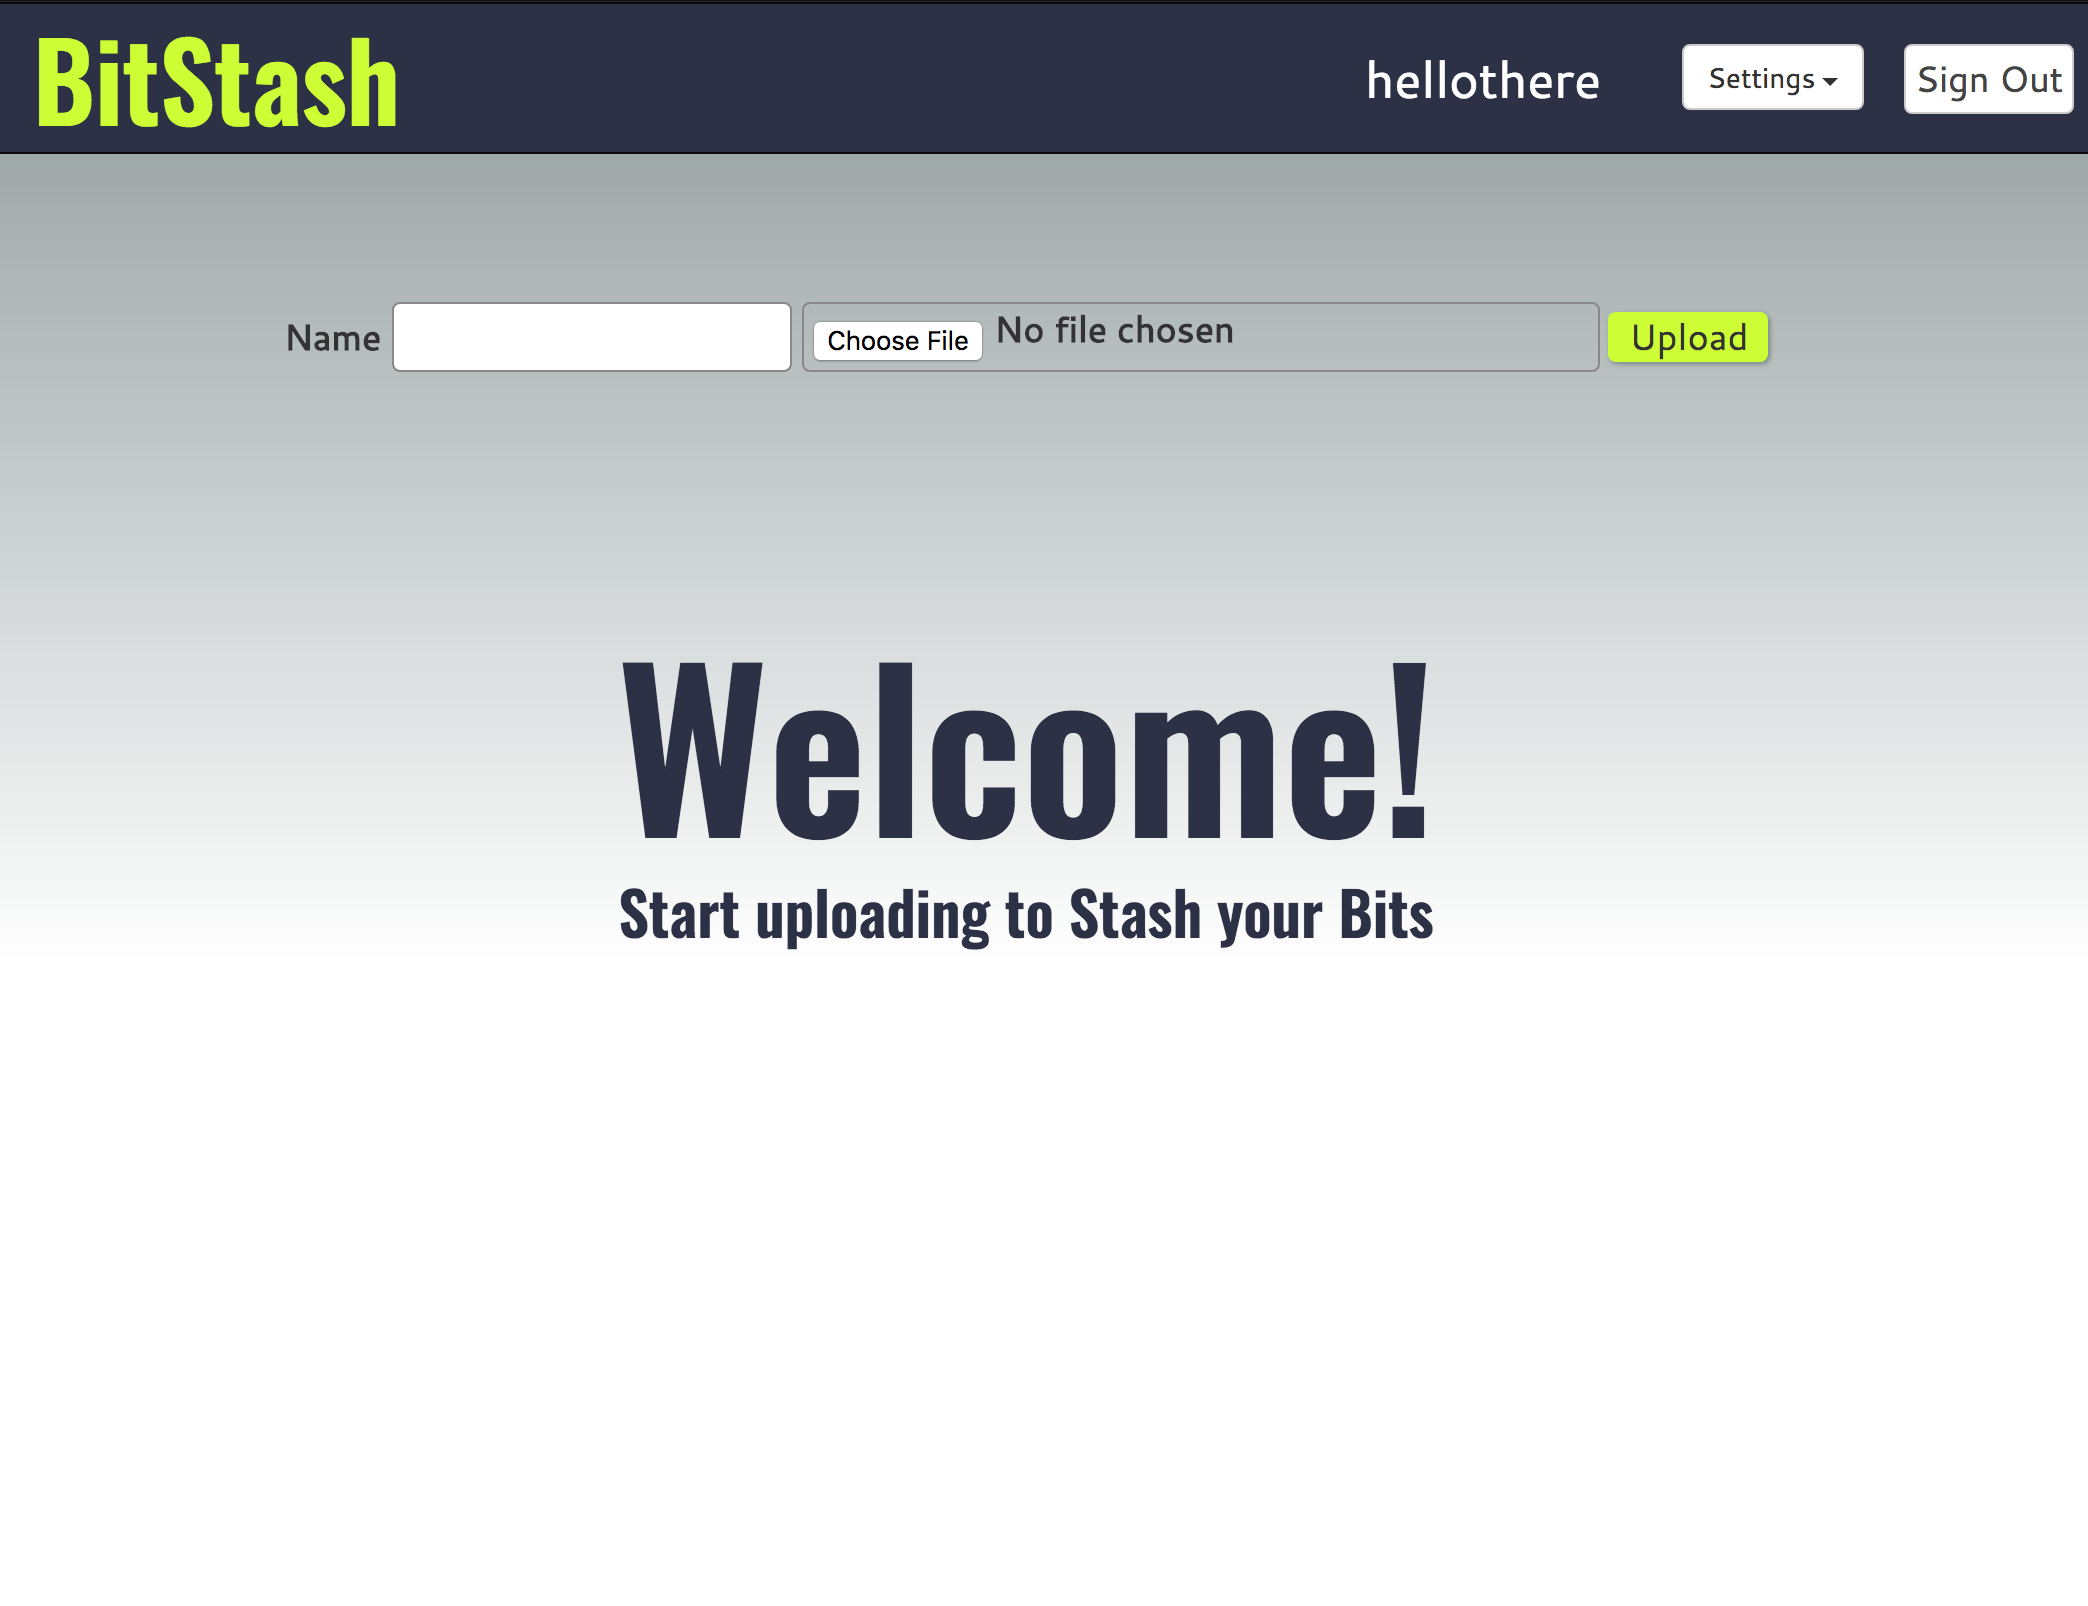 BitStash hellothere Settings Sign Out
Name Choose File No file chosen Upload
Welcome!
Start uploading to Stash your Bits